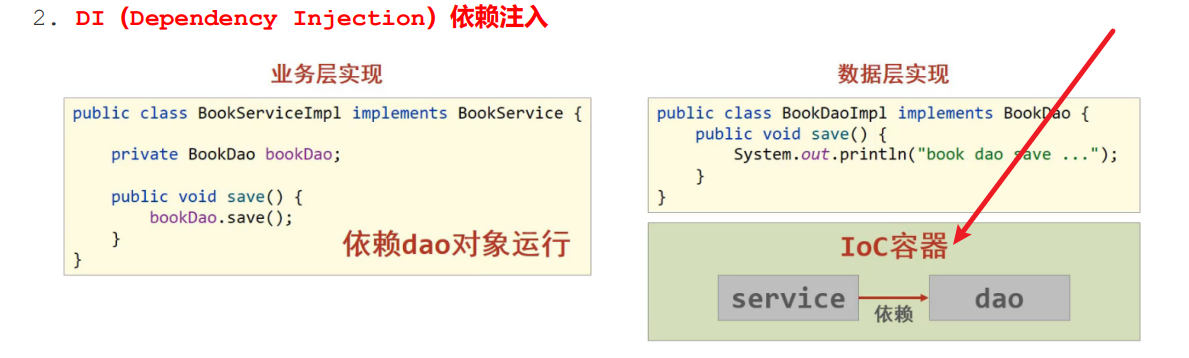 2. DI（Dependency Injection）依赖注入
业务层实现
public class BookServiceImpl implements BookService {
private BookDao bookDao;
public void save() {
bookDao.save();
}
}
依赖dao对象运行
数据层实现
public class BookDaoImpl implements BookDao {
public void save() {
System.out.println("book dao save ...");
}
}
IoC容器
service
依赖
dao